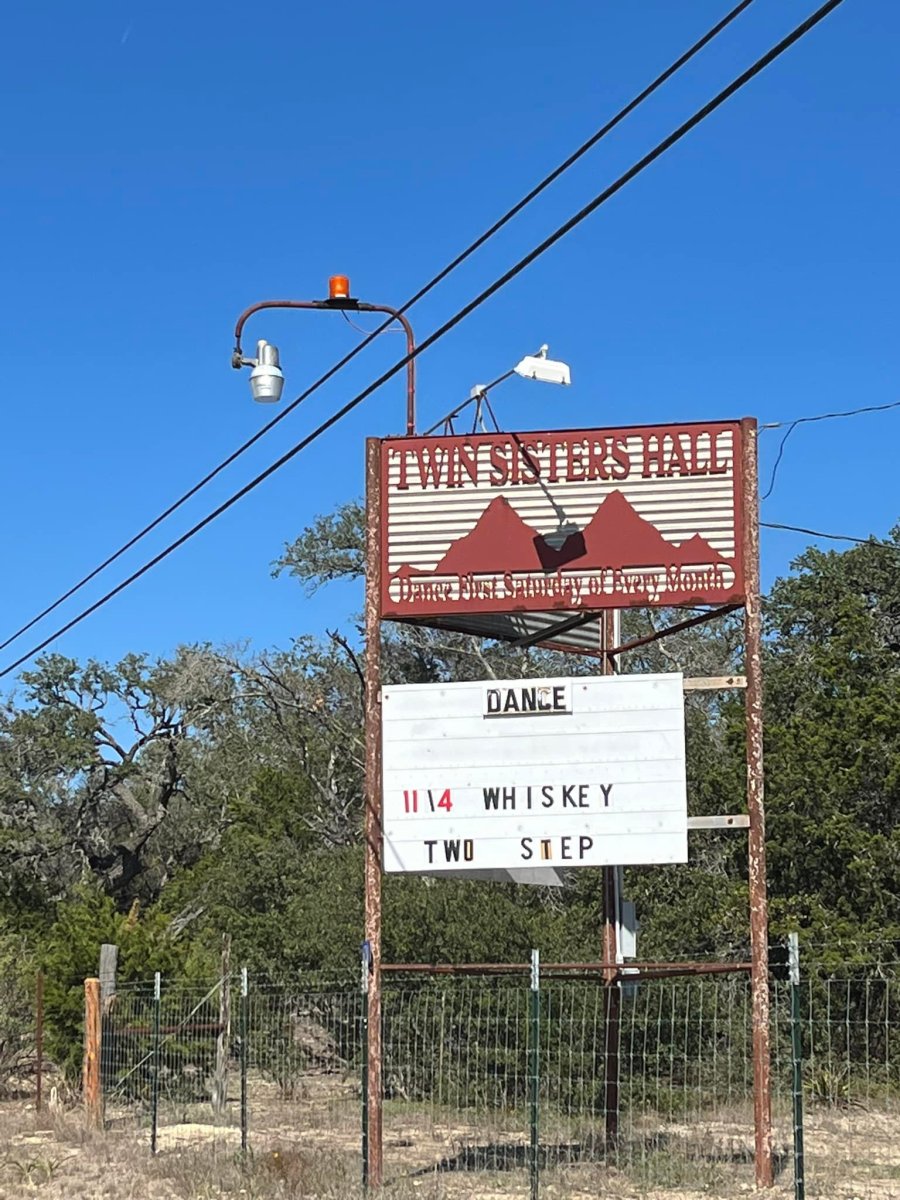 TWIN SISTERS HALL
Dance First Saturday of Every Month
DANCE
11\4 WHISKEY
TWO STEP